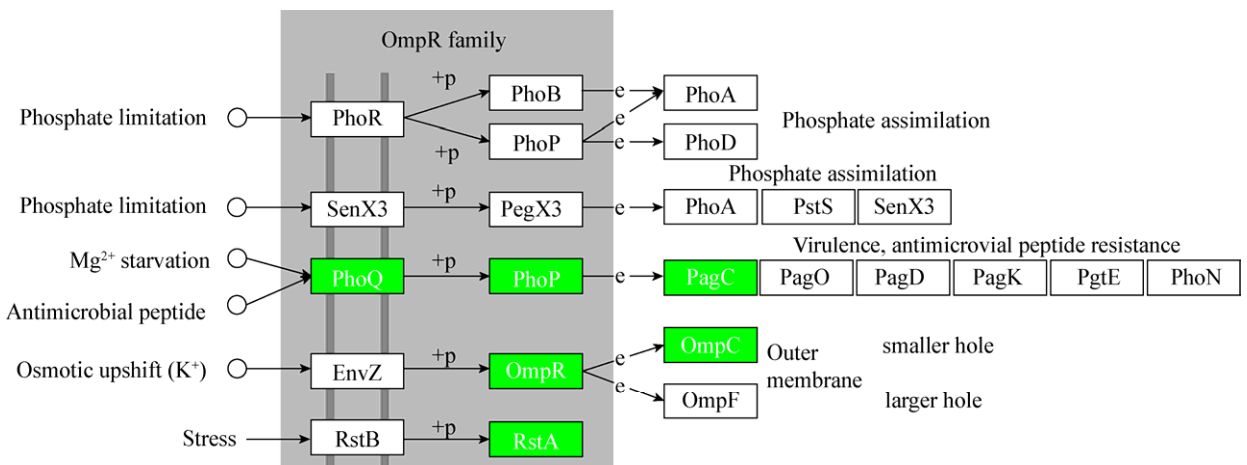 OmpR family
+p
PhoB
e
PhoA
Phosphate limitation
PhoR
e
Phosphate assimilation
PhoP
e
PhoD
+p
Phosphate assimilation
Phosphate limitation
SenX3
+p
PegX3
e
PhoA
PstS
SenX3
Mg²⁺ starvation
Virulence, antimicrovial peptide resistance
PhoQ
+p
PhoP
e
PagC
PagO
PagD
PagK
PgtE
PhoN
Antimicrobial peptide
Osmotic upshift (K⁺)
EnvZ
+p
OmpR
e
OmpC
Outer
membrane
smaller hole
e
OmpF
larger hole
Stress
RstB
+p
RstA